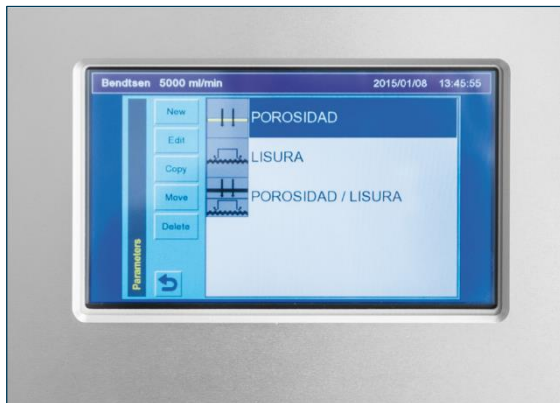 Bendtsen 5000 ml/min 2015/01/08 13:45:55
New
Edit
Copy
Move
Delete
Parameters
POROSIDAD
LISURA
POROSIDAD / LISURA